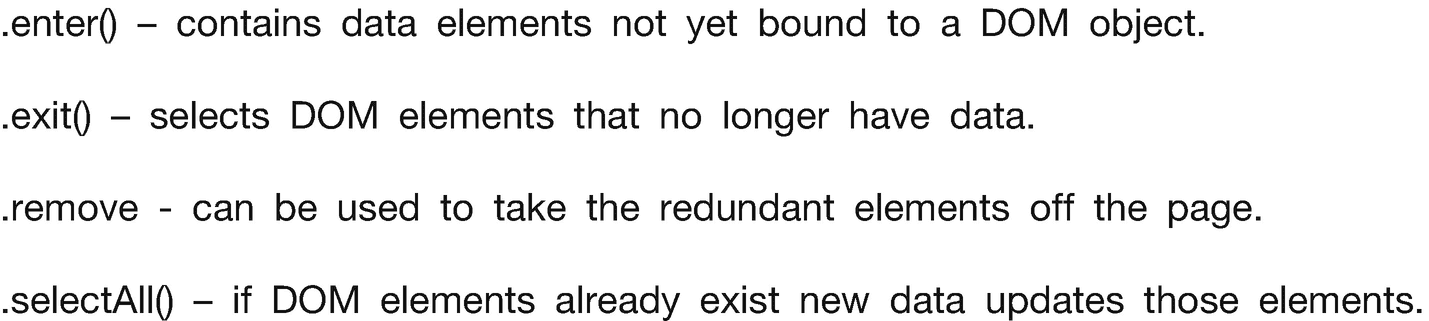 .enter() – contains data elements not yet bound to a DOM object.
.exit() – selects DOM elements that no longer have data.
.remove - can be used to take the redundant elements off the page.
.selectAll() – if DOM elements already exist new data updates those elements.